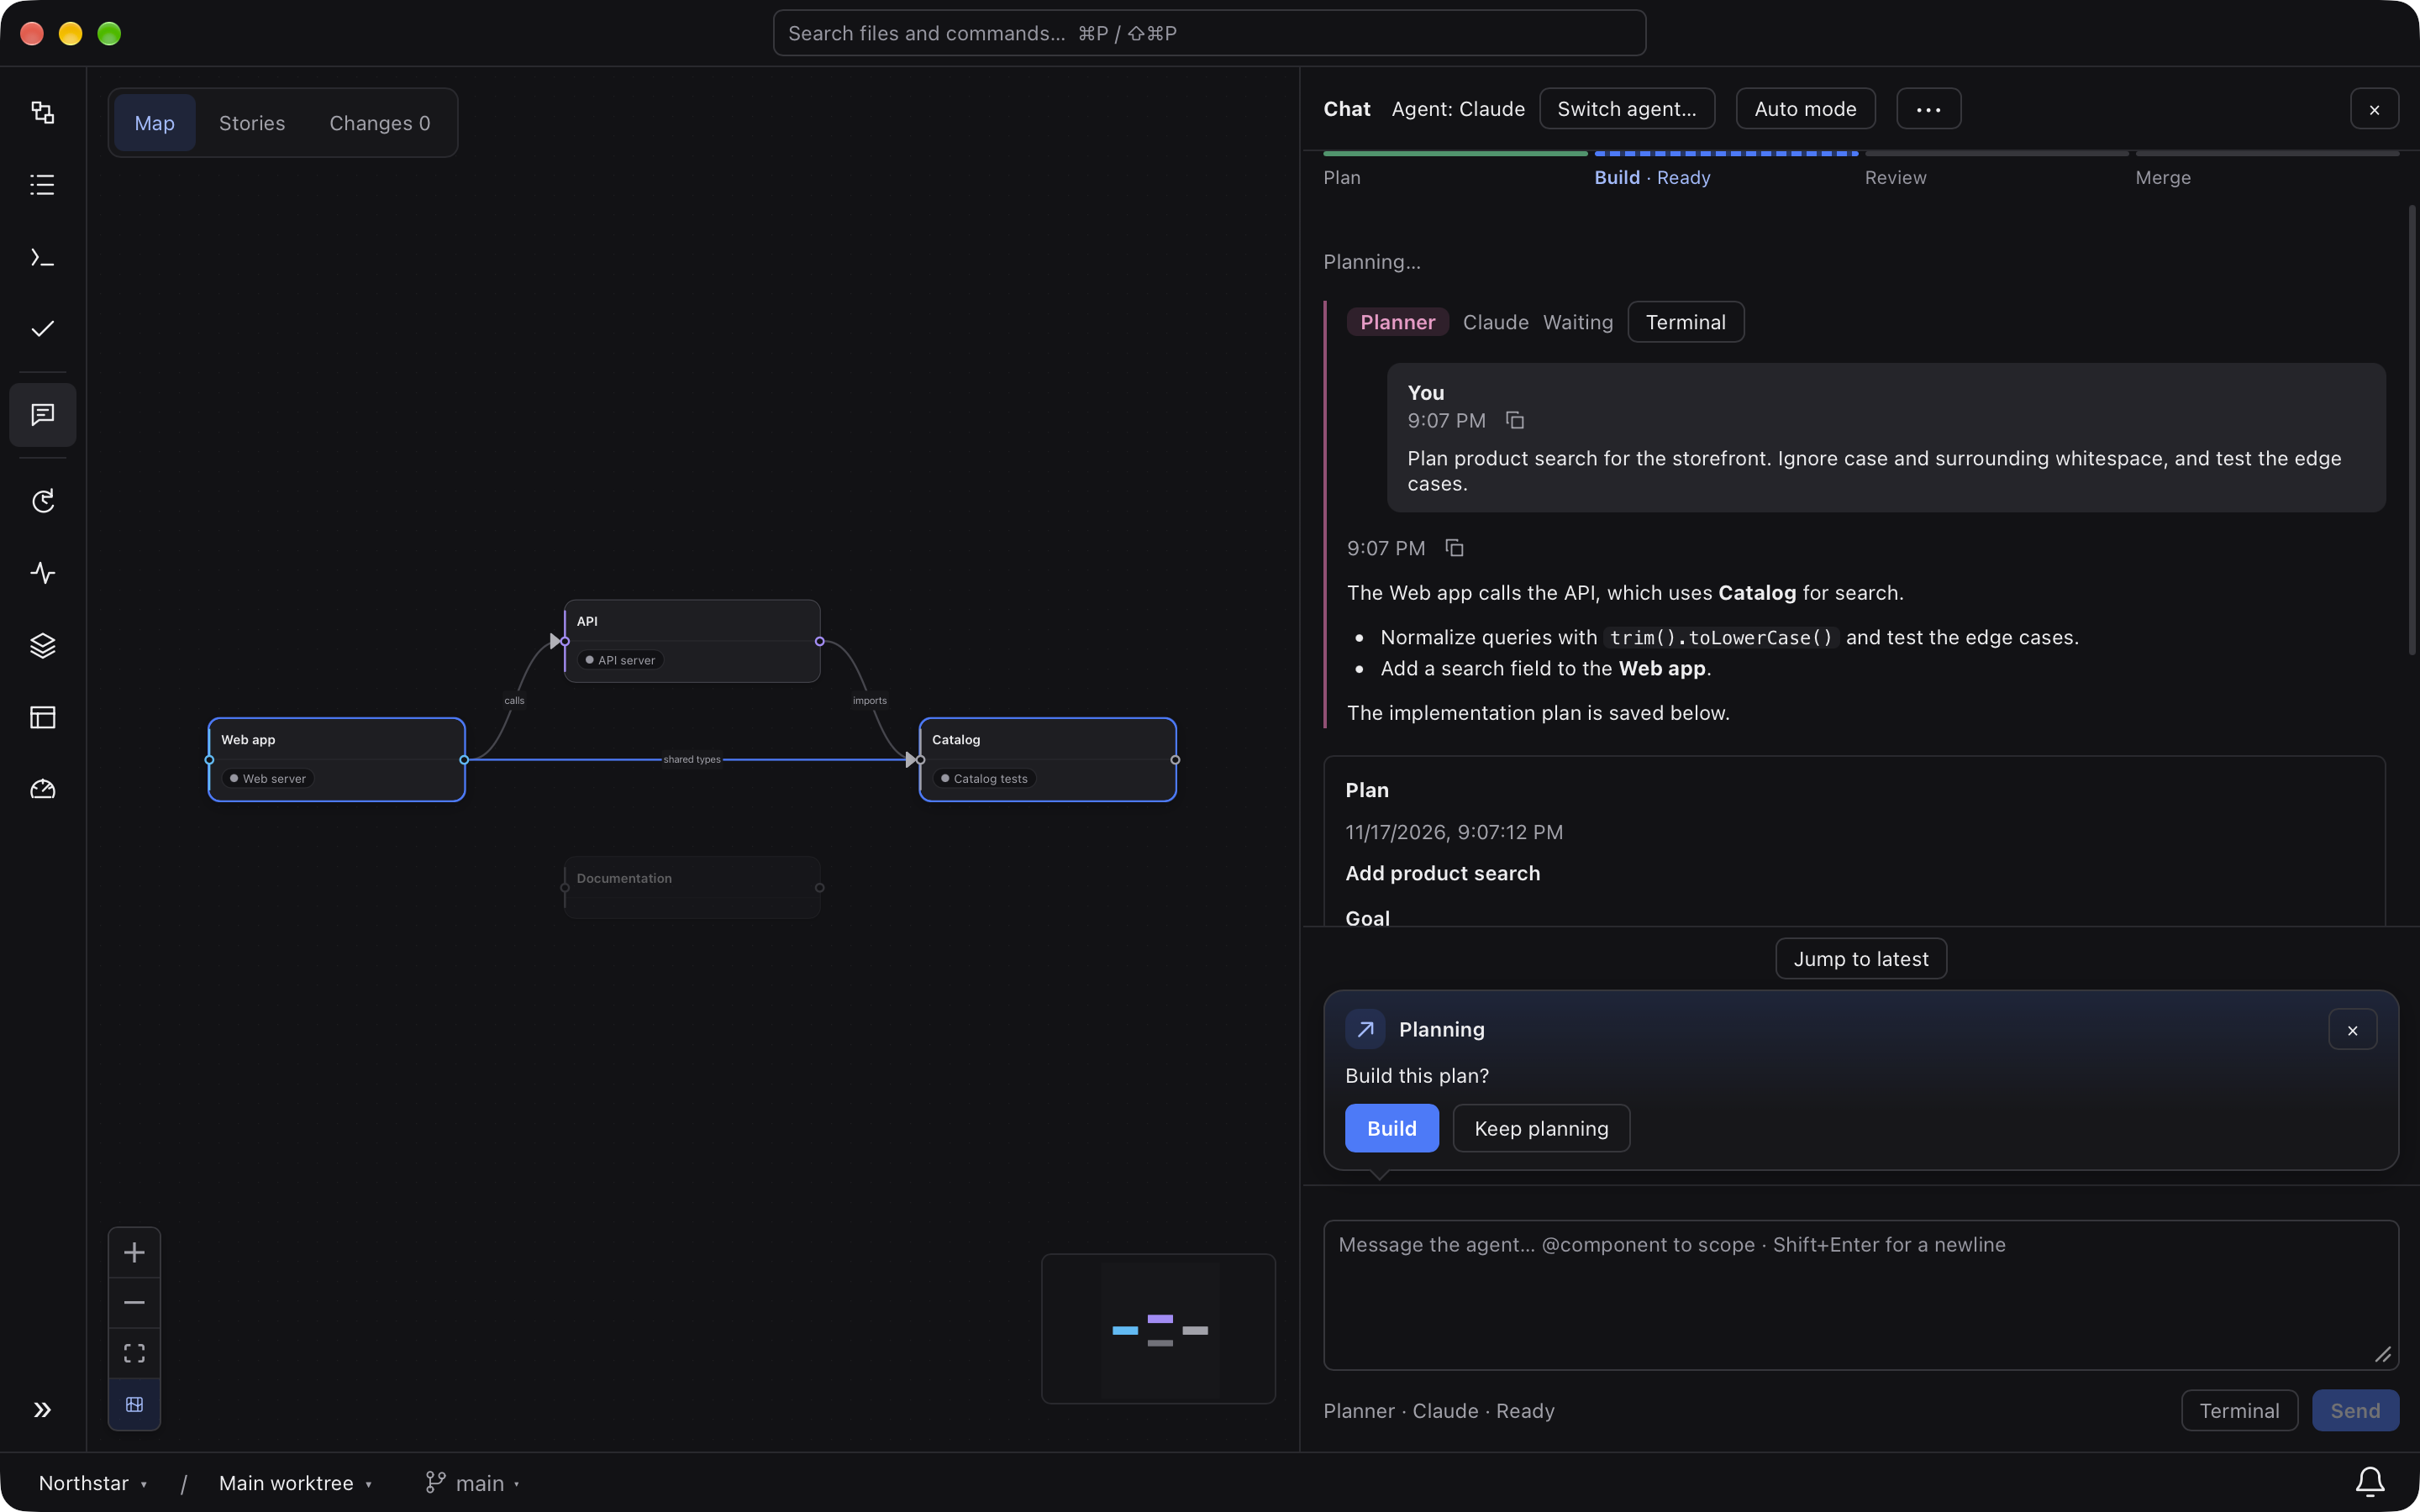 Search files and commands... ⌘P / ⇧⌘P
Map
Stories
Changes 0
API
API server
calls
imports
Web app
Web server
shared types
Catalog
Catalog tests
Documentation
Chat
Agent: Claude
Switch agent...
Auto mode
...
×
Plan
Build · Ready
Review
Merge
Planning...
Planner
Claude
Waiting
Terminal
You
9:07 PM
Plan product search for the storefront. Ignore case and surrounding whitespace, and test the edge
cases.
9:07 PM
The Web app calls the API, which uses Catalog for search.
• Normalize queries with trim().toLowerCase() and test the edge cases.
• Add a search field to the Web app.
The implementation plan is saved below.
Plan
11/17/2026, 9:07:12 PM
Add product search
Goal
Jump to latest
Planning
×
Build this plan?
Build
Keep planning
Message the agent... @component to scope · Shift+Enter for a newline
Planner · Claude · Ready
Terminal
Send
Northstar
/
Main worktree
main